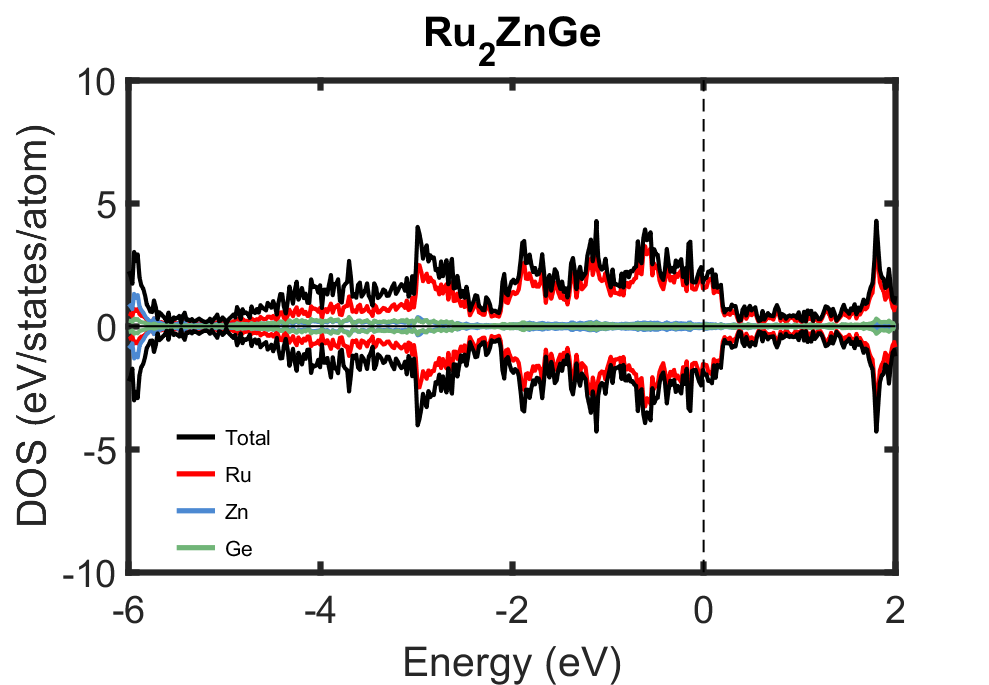 Ru₂ZnGe
10
5
0
-5
-10
DOS (eV/states/atom)
Total
Ru
Zn
Ge
-6 -4 -2 0 2
Energy (eV)